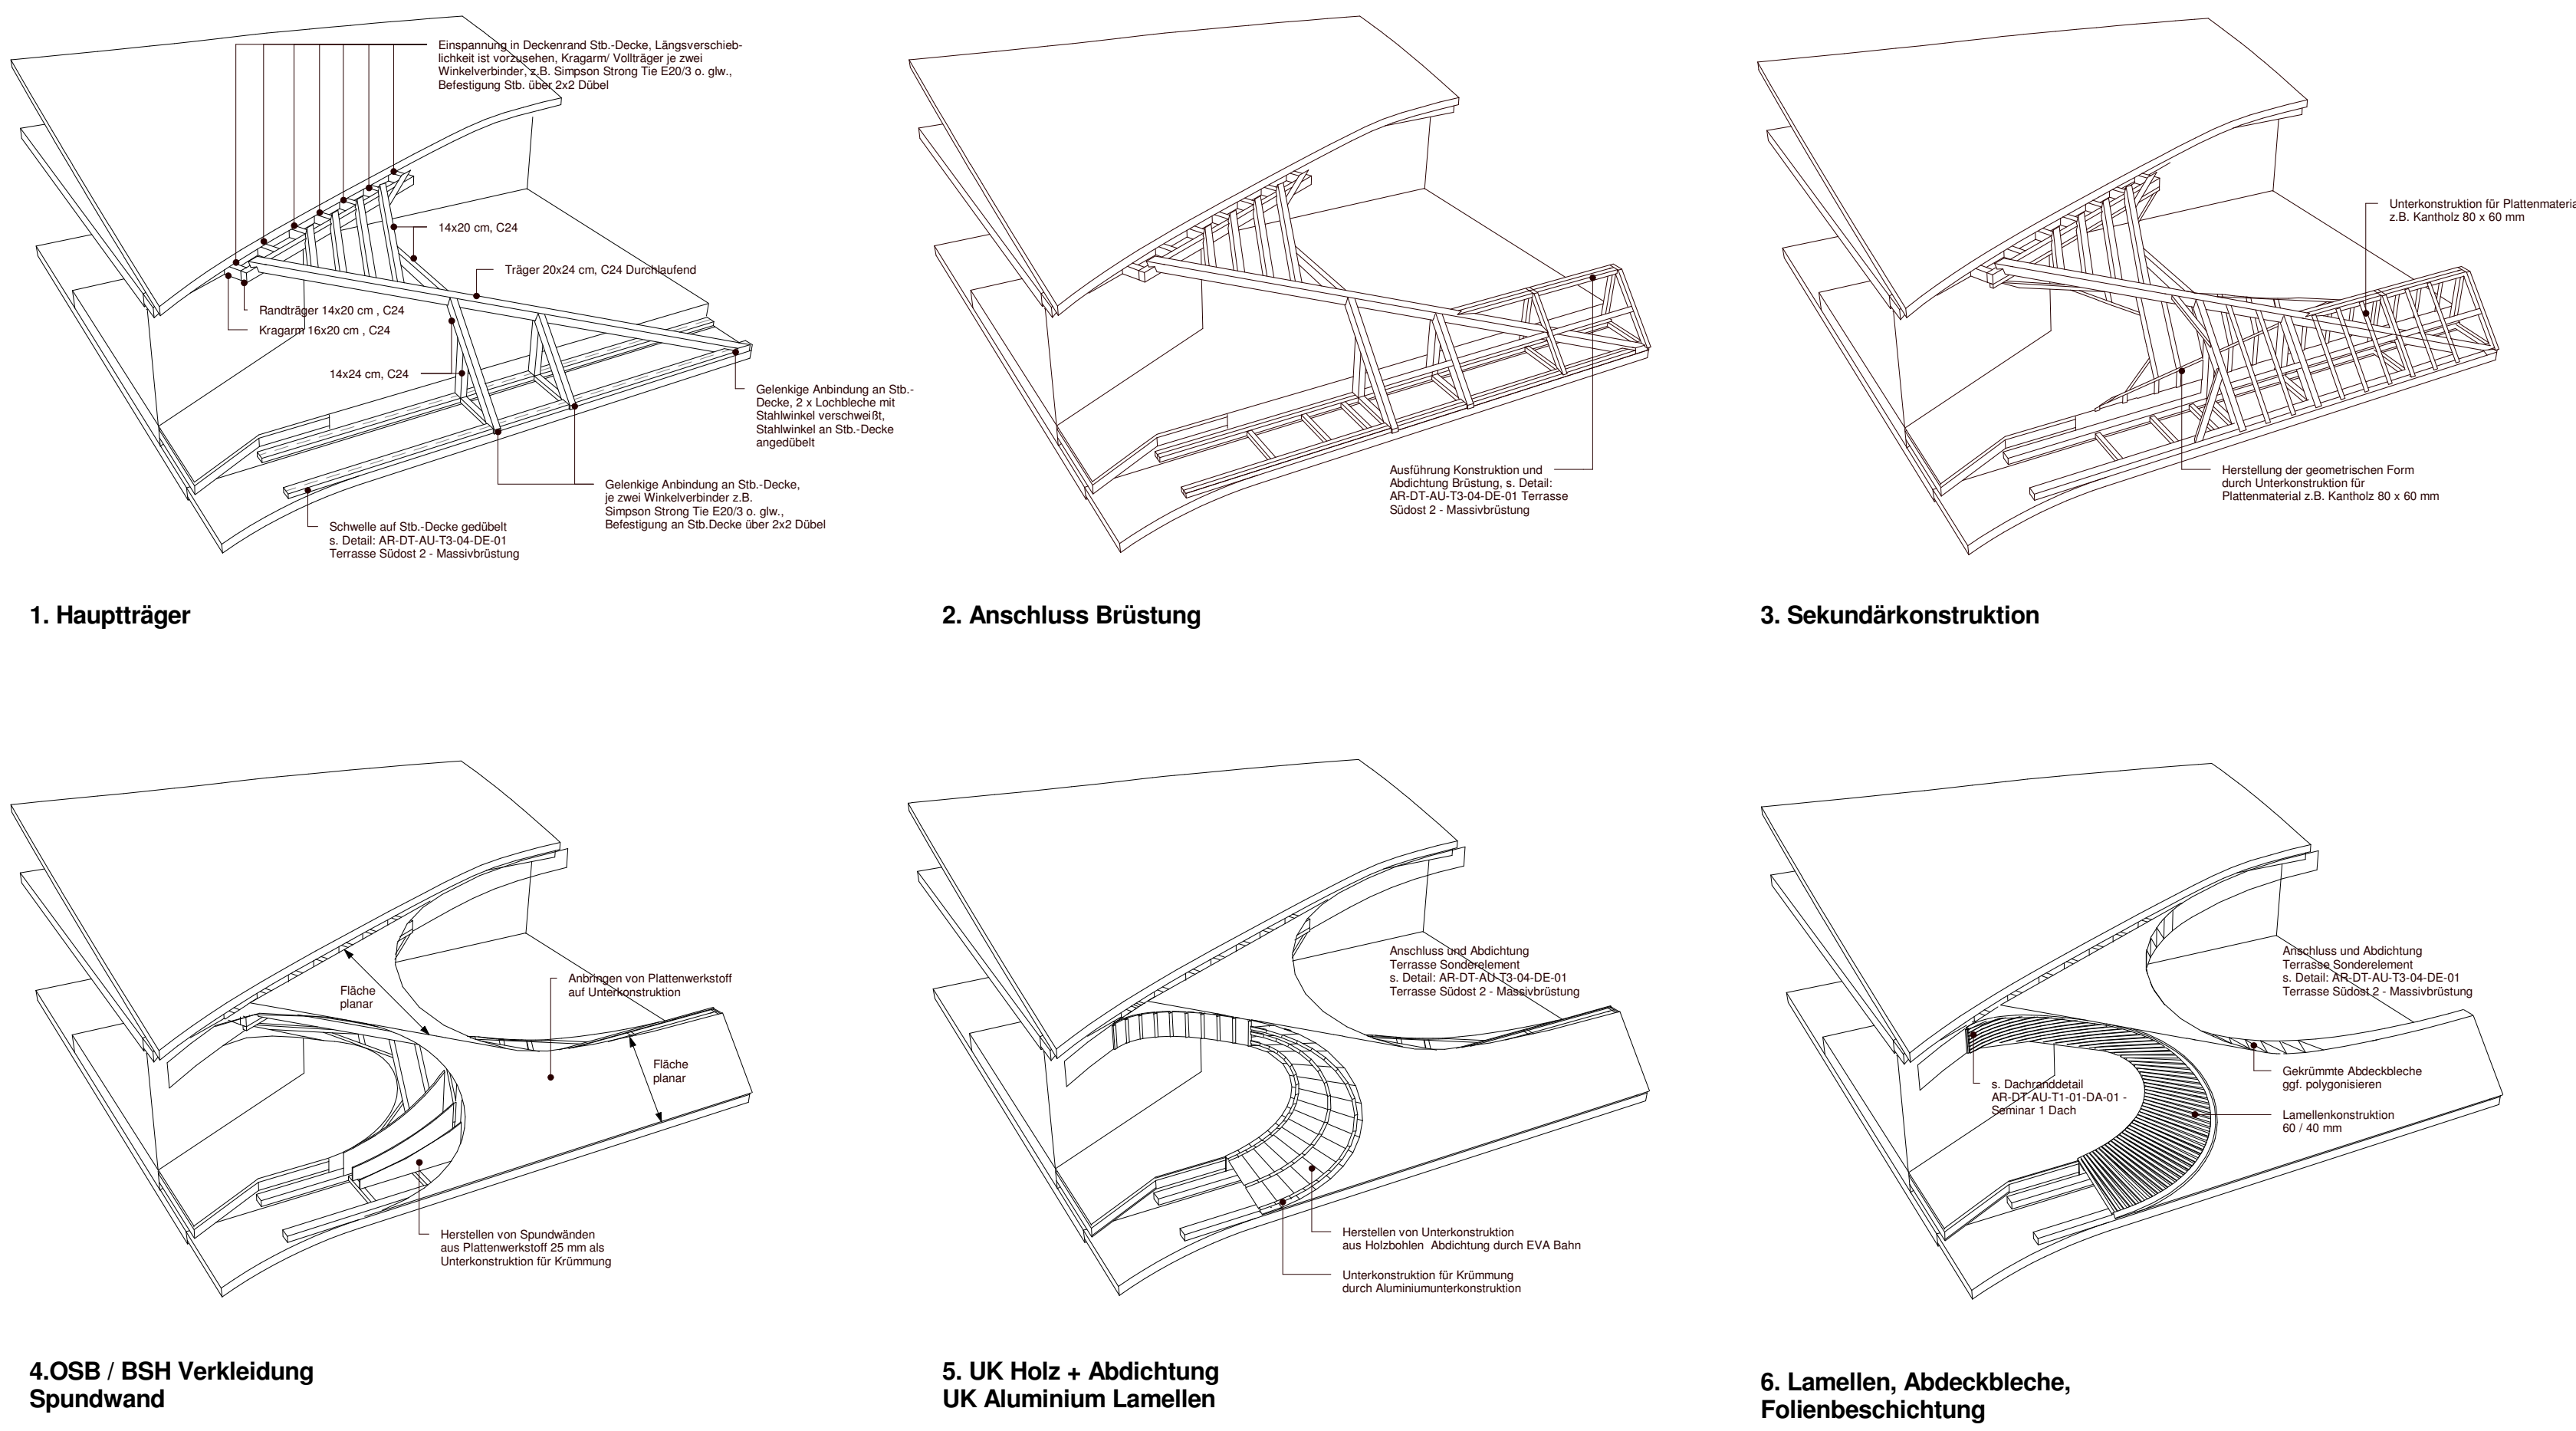 Einspannung in Deckenrand Stb.-Decke, Längsverschieb-
lichkeit ist vorzusehen, Kragarm/ Vollträger je zwei
Winkelverbinder, z.B. Simpson Strong Tie E20/3 o. glw.,
Befestigung Stb. über 2x2 Dübel
14x20 cm, C24
Träger 20x24 cm, C24 Durchlaufend
Randträger 14x20 cm , C24
Kragarm 16x20 cm , C24
14x24 cm, C24
Gelenkige Anbindung an Stb.-
Decke, 2 x Lochbleche mit
Stahlwinkel verschweißt,
Stahlwinkel an Stb.-Decke
angedübelt
Gelenkige Anbindung an Stb.-Decke,
je zwei Winkelverbinder z.B.
Simpson Strong Tie E20/3 o. glw.,
Befestigung an Stb.Decke über 2x2 Dübel
Schwelle auf Stb.-Decke gedübelt
s. Detail: AR-DT-AU-T3-04-DE-01
Terrasse Südost 2 - Massivbrüstung
1. Hauptträger
Ausführung Konstruktion und
Abdichtung Brüstung, s. Detail:
AR-DT-AU-T3-04-DE-01 Terrasse
Südost 2 - Massivbrüstung
2. Anschluss Brüstung
Unterkonstruktion für Plattenmateria
z.B. Kantholz 80 x 60 mm
Herstellung der geometrischen Form
durch Unterkonstruktion für
Plattenmaterial z.B. Kantholz 80 x 60 mm
3. Sekundärkonstruktion
Anbringen von Plattenwerkstoff
auf Unterkonstruktion
Fläche
planar
Fläche
planar
Herstellen von Spundwänden
aus Plattenwerkstoff 25 mm als
Unterkonstruktion für Krümmung
4.OSB / BSH Verkleidung
Spundwand
Anschluss und Abdichtung
Terrasse Sonderelement
s. Detail: AR-DT-AU-T3-04-DE-01
Terrasse Südost 2 - Massivbrüstung
Herstellen von Unterkonstruktion
aus Holzbohlen  Abdichtung durch EVA Bahn
Unterkonstruktion für Krümmung
durch Aluminiumunterkonstruktion
5. UK Holz + Abdichtung
UK Aluminium Lamellen
Anschluss und Abdichtung
Terrasse Sonderelement
s. Detail: AR-DT-AU-T3-04-DE-01
Terrasse Südost 2 - Massivbrüstung
s. Dachranddetail
AR-DT-AU-T1-01-DA-01 -
Seminar 1 Dach
Gekrümmte Abdeckbleche
ggf. polygonisieren
Lamellenkonstruktion
60 / 40 mm
6. Lamellen, Abdeckbleche,
Folienbeschichtung